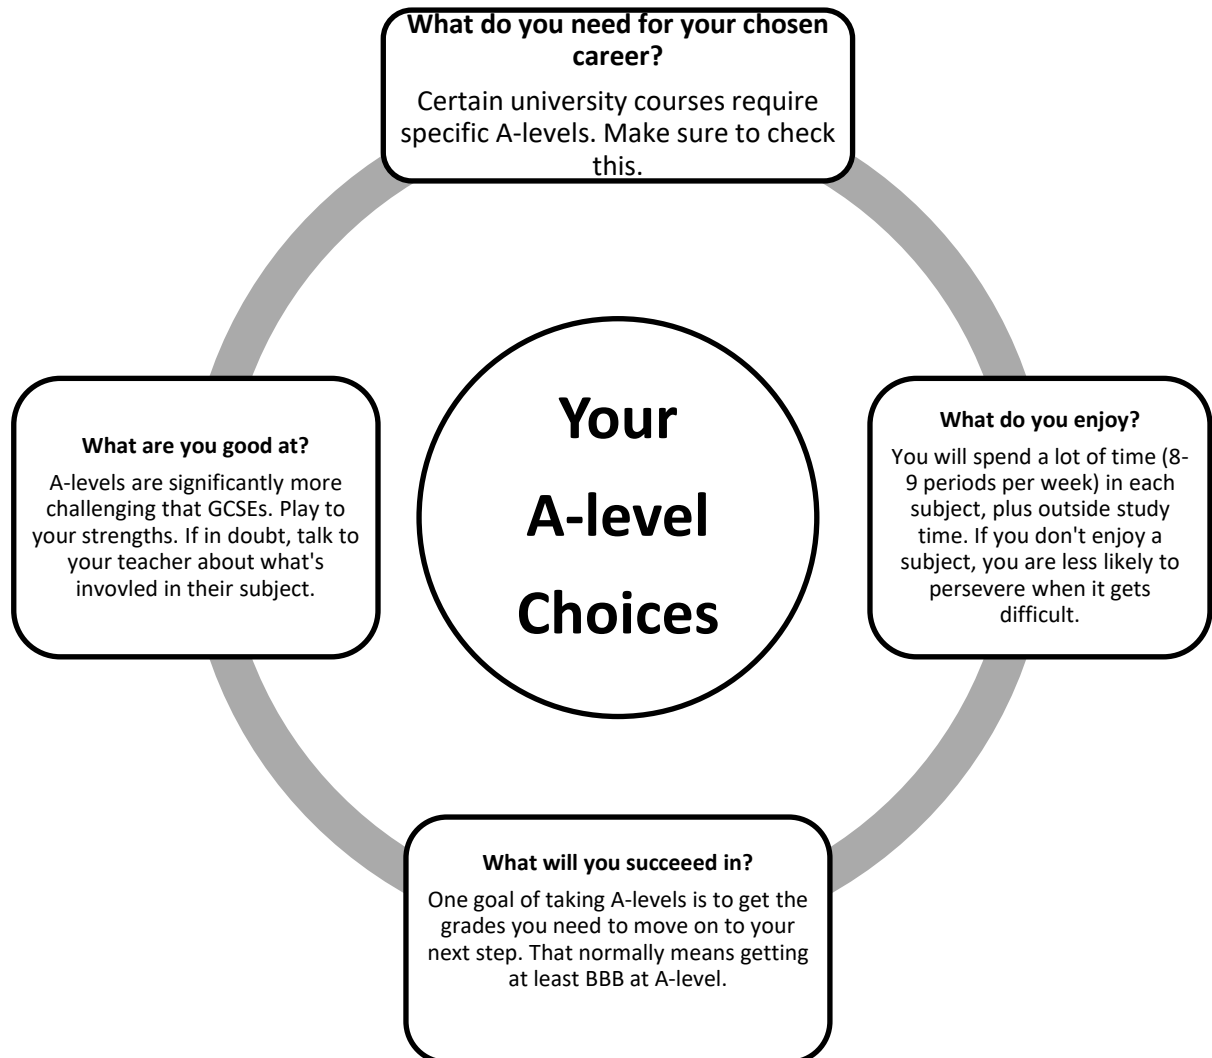 What do you need for your chosen
career?
Certain university courses require
specific A-levels. Make sure to check
this.
What do you enjoy?
You will spend a lot of time (8-
9 periods per week) in each
subject, plus outside study
time. If you don't enjoy a
subject, you are less likely to
persevere when it gets
difficult.
What will you succeeed in?
One goal of taking A-levels is to get the
grades you need to move on to your
next step. That normally means getting
at least BBB at A-level.
What are you good at?
A-levels are significantly more
challenging that GCSEs. Play to
your strengths. If in doubt, talk to
your teacher about what's
invovled in their subject.
Your
A-level
Choices